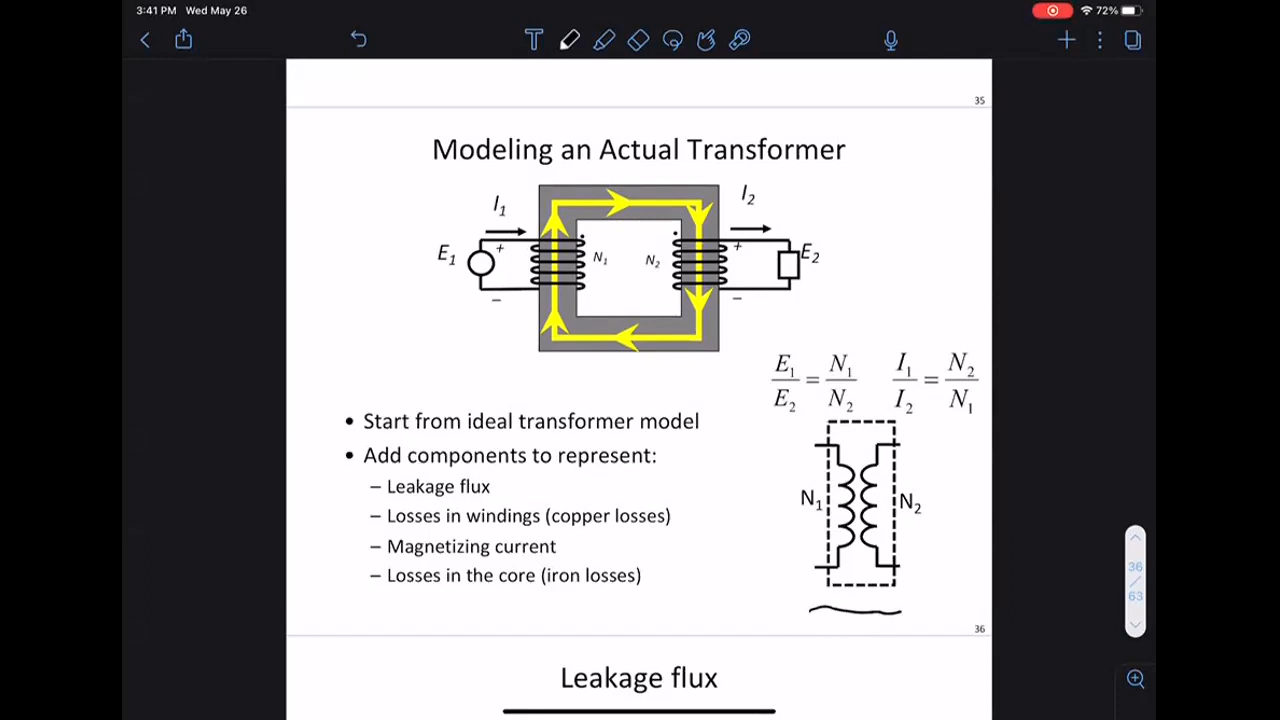 3:41 PM Wed May 26
72%
35
Modeling an Actual Transformer
I1
I2
E1
+
N1
N2
+
E2
–
–
E1/E2 = N1/N2 I1/I2 = N2/N1
• Start from ideal transformer model
• Add components to represent:
– Leakage flux
– Losses in windings (copper losses)
– Magnetizing current
– Losses in the core (iron losses)
N1
N2
36
/
63
36
Leakage flux